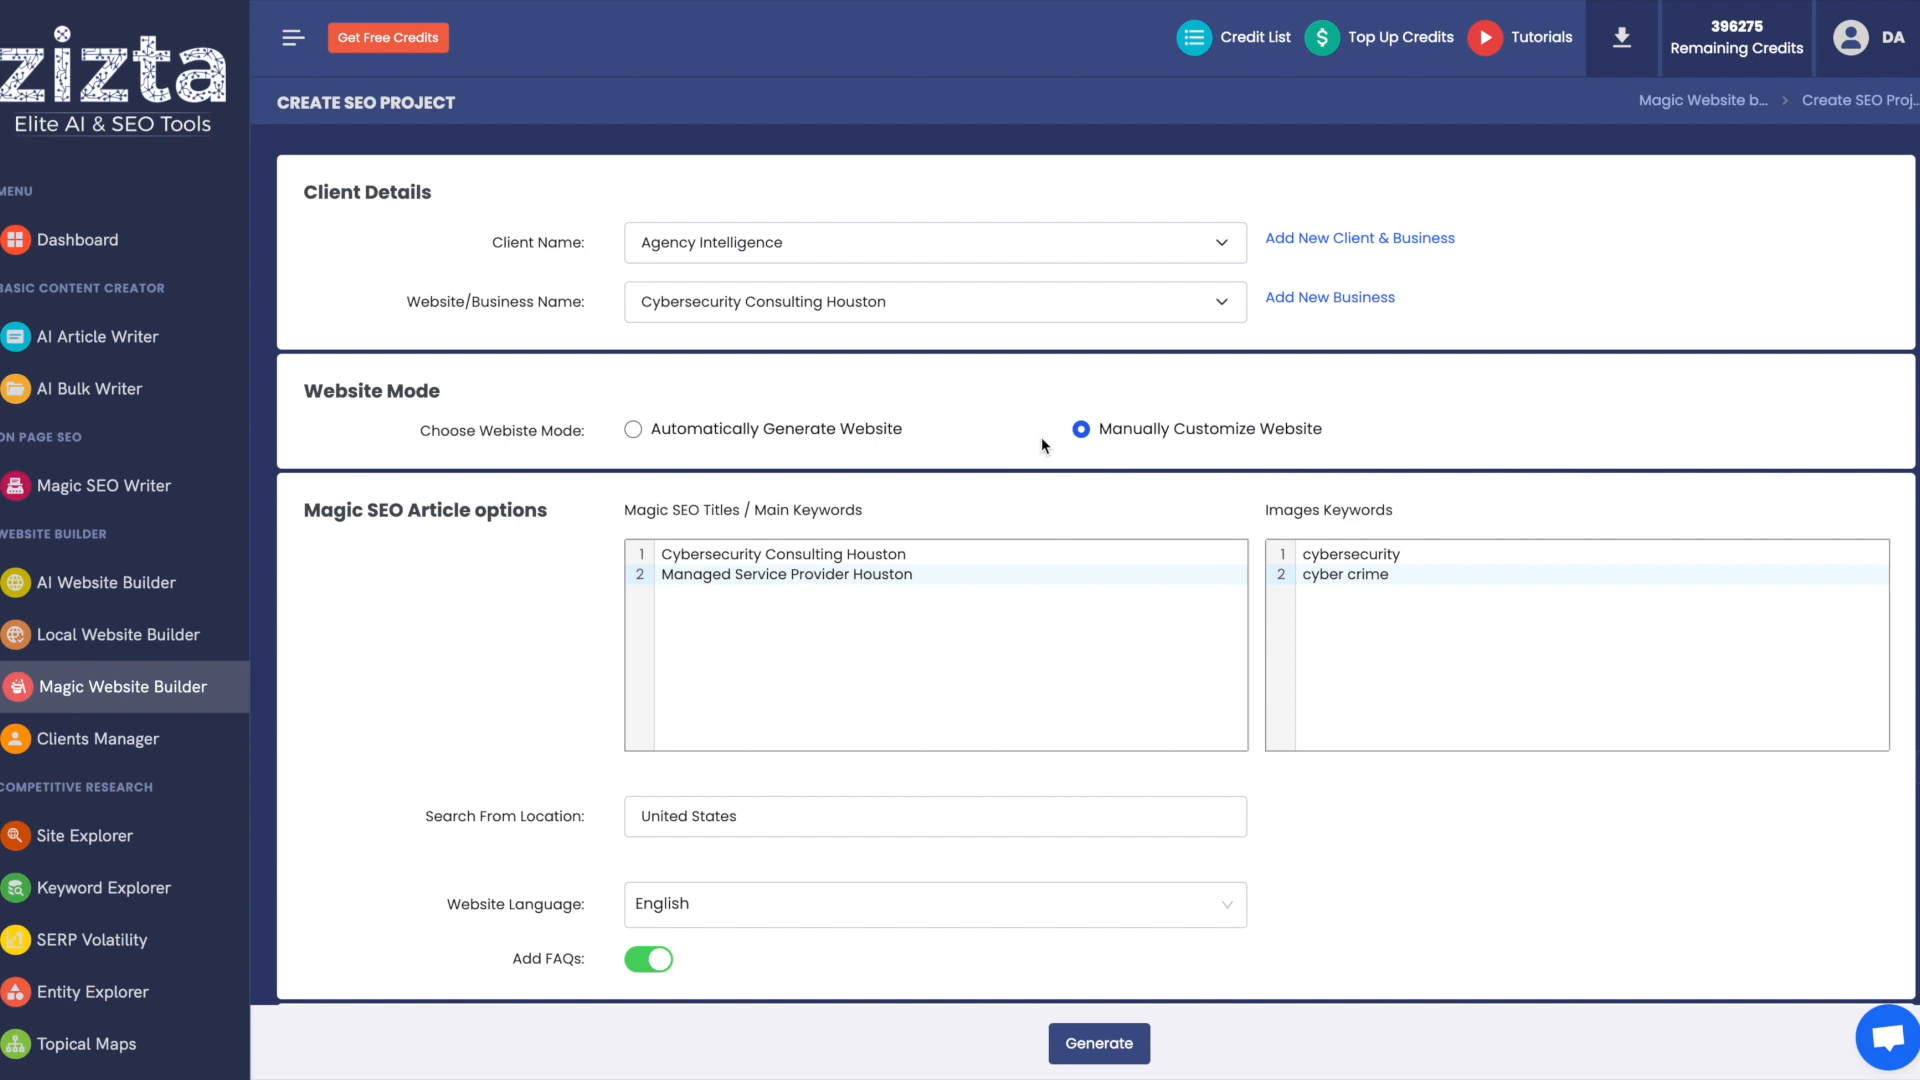 zizta
Elite AI & SEO Tools
Get Free Credits
Credit List
Top Up Credits
Tutorials
396275
Remaining Credits
DA
CREATE SEO PROJECT
Magic Website b... > Create SEO Proj...
MENU
Dashboard
BASIC CONTENT CREATOR
AI Article Writer
AI Bulk Writer
ON PAGE SEO
Magic SEO Writer
WEBSITE BUILDER
AI Website Builder
Local Website Builder
Magic Website Builder
Clients Manager
COMPETITIVE RESEARCH
Site Explorer
Keyword Explorer
SERP Volatility
Entity Explorer
Topical Maps
Client Details
Client Name: Agency Intelligence
Add New Client & Business
Website/Business Name: Cybersecurity Consulting Houston
Add New Business
Website Mode
Choose Webiste Mode: Automatically Generate Website Manually Customize Website
Magic SEO Article options
Magic SEO Titles / Main Keywords
1 Cybersecurity Consulting Houston
2 Managed Service Provider Houston
Images Keywords
1 cybersecurity
2 cyber crime
Search From Location: United States
Website Language: English
Add FAQs:
Generate